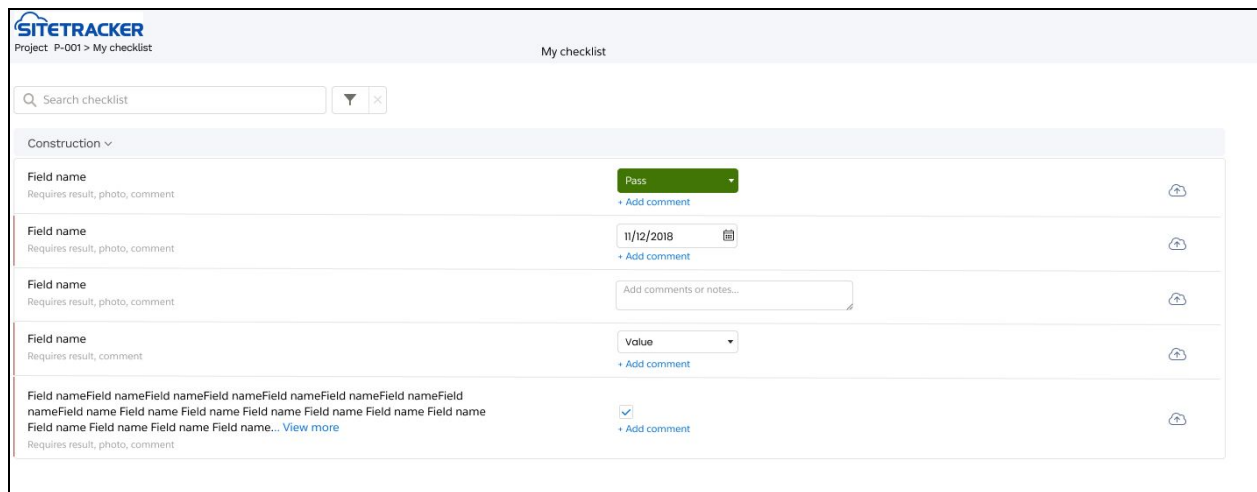 SITETRACKER
Project P-001 > My checklist
My checklist
Search checklist
Construction
Field name
Requires result, photo, comment
Pass
+ Add comment
Field name
Requires result, photo, comment
11/12/2018
+ Add comment
Field name
Requires result, photo, comment
Add comments or notes...
Field name
Requires result, comment
Value
+ Add comment
Field nameField nameField nameField nameField nameField nameField
nameField name Field name Field name Field name Field name Field name Field name
Field name Field name Field name Field name... View more
Requires result, photo, comment
+ Add comment